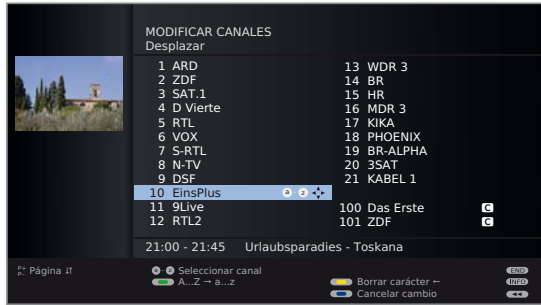 MODIFICAR CANALES
Desplazar
1 ARD
2 ZDF
3 SAT.1
4 D Vierte
5 RTL
6 VOX
7 S-RTL
8 N-TV
9 DSF
10 EinsPlus a z
11 9Live
12 RTL2
13 WDR 3
14 BR
15 HR
16 MDR 3
17 KIKA
18 PHOENIX
19 BR-ALPHA
20 3SAT
21 KABEL 1
100 Das Erste C
101 ZDF C
21:00 - 21:45 Urlaubsparadies - Toskana
P+ P- Página ↓↑
Seleccionar canal
A...Z → a...z
Borrar carácter ←
Cancelar cambio
END
INFO